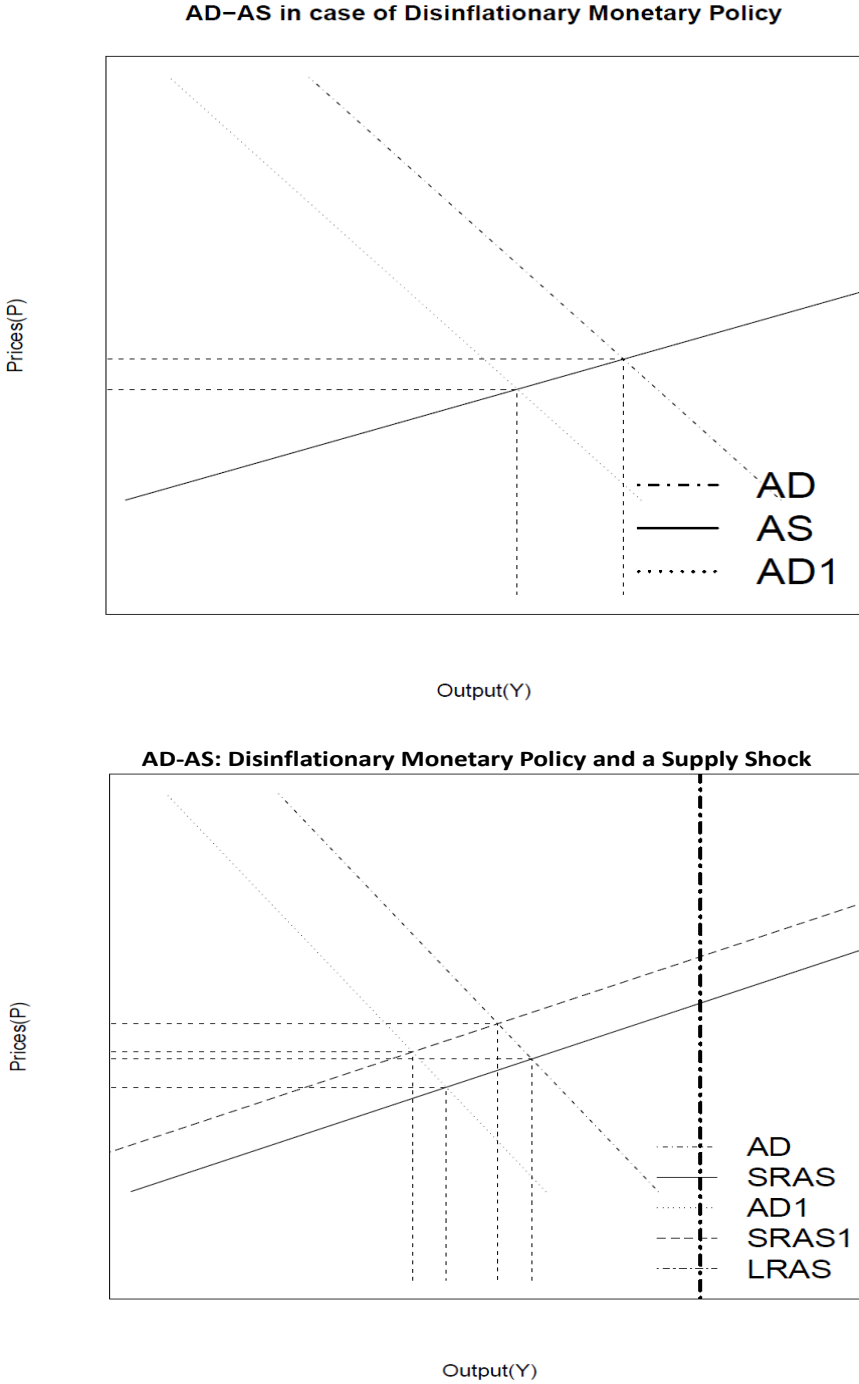 AD−AS in case of Disinflationary Monetary Policy
Prices(P)
AD
AS
AD1
Output(Y)
AD-AS: Disinflationary Monetary Policy and a Supply Shock
Prices(P)
AD
SRAS
AD1
SRAS1
LRAS
Output(Y)